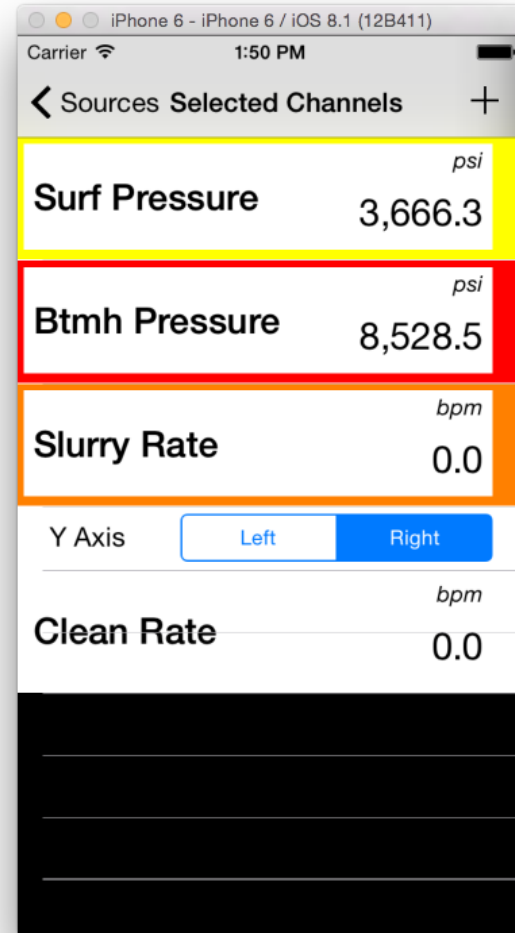 iPhone 6 - iPhone 6 / iOS 8.1 (12B411)
Carrier 1:50 PM
Sources Selected Channels +
psi
Surf Pressure 3,666.3
psi
Btmh Pressure 8,528.5
bpm
Slurry Rate 0.0
Y Axis Left Right
bpm
Clean Rate 0.0